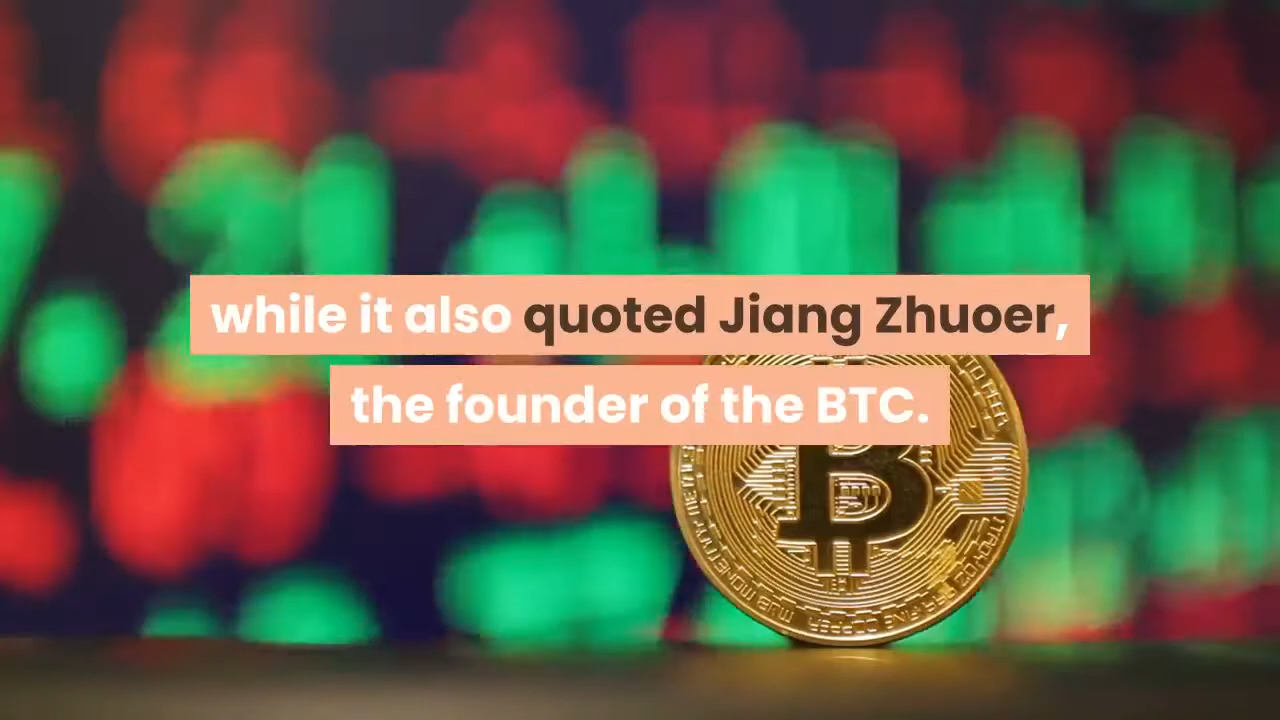 while it also quoted Jiang Zhuoer,
the founder of the BTC.